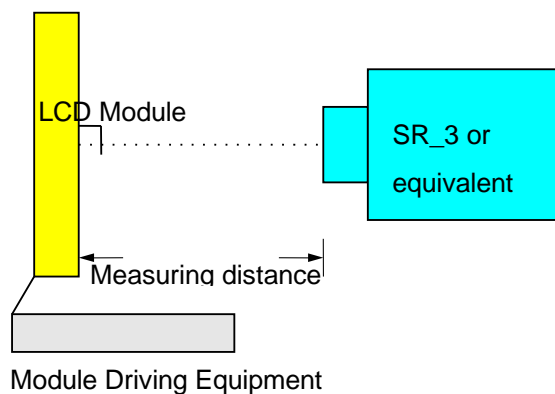 LCD Module
SR_3 or
equivalent
Measuring distance
Module Driving Equipment